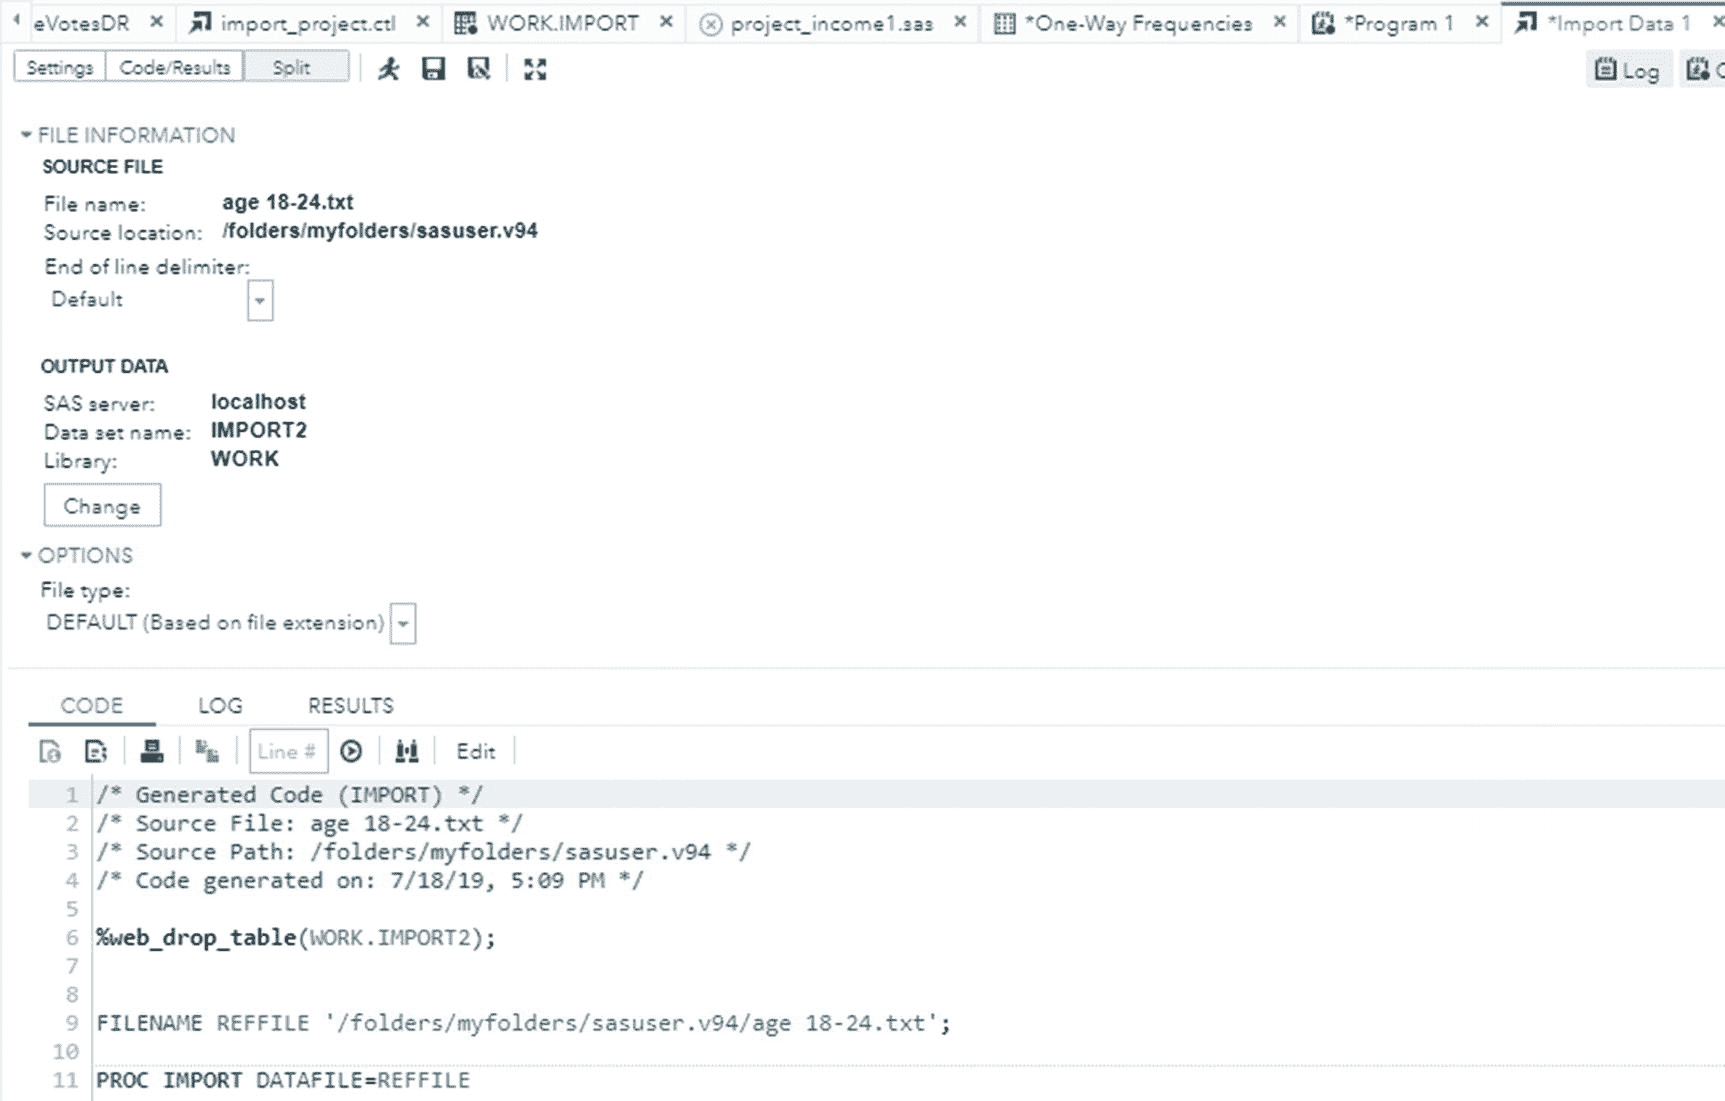 eVotesDR × import_project.ctl × WORK.IMPORT × project_income1.sas × *One-Way Frequencies × *Program 1 × *Import Data 1 ×
Settings Code/Results Split Log
FILE INFORMATION
SOURCE FILE
File name: age 18-24.txt
Source location: /folders/myfolders/sasuser.v94
End of line delimiter:
Default
OUTPUT DATA
SAS server: localhost
Data set name: IMPORT2
Library: WORK
Change
OPTIONS
File type:
DEFAULT (Based on file extension)
CODE LOG RESULTS
Line # Edit
1 /* Generated Code (IMPORT) */
2 /* Source File: age 18-24.txt */
3 /* Source Path: /folders/myfolders/sasuser.v94 */
4 /* Code generated on: 7/18/19, 5:09 PM */
5
6 %web_drop_table(WORK.IMPORT2);
7
8
9 FILENAME REFFILE '/folders/myfolders/sasuser.v94/age 18-24.txt';
10
11 PROC IMPORT DATAFILE=REFFILE